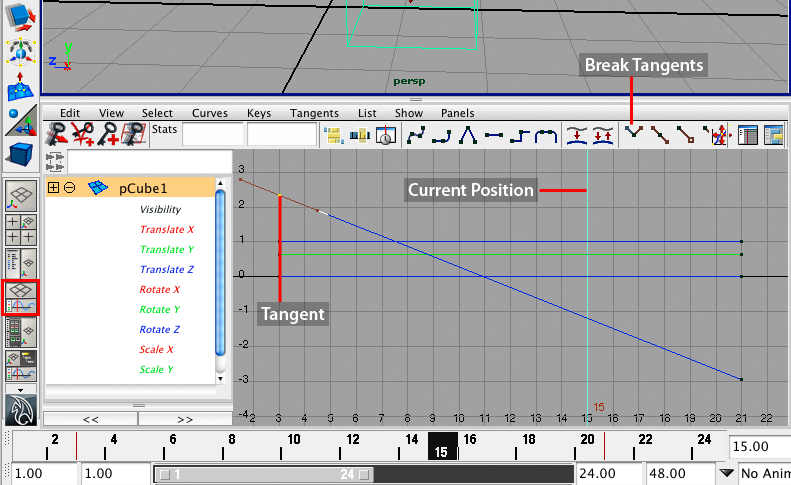 Y
Z
X
persp
Break Tangents
Edit View Select Curves Keys Tangents List Show Panels
Stats
pCube1
Visibility
Translate X
Translate Y
Translate Z
Rotate X
Rotate Y
Rotate Z
Scale X
Scale Y
<< >>
Current Position
Tangent
3
2
1
0
-1
-2
-3
-4
2 3 4 5 6 7 8 9 10 11 12 13 14 15 16 17 18 19 20 21 22
15
2 4 6 8 10 12 14 15 16 18 20 22 24 15.00
1.00 1.00 1 24 24.00 48.00 No Anim